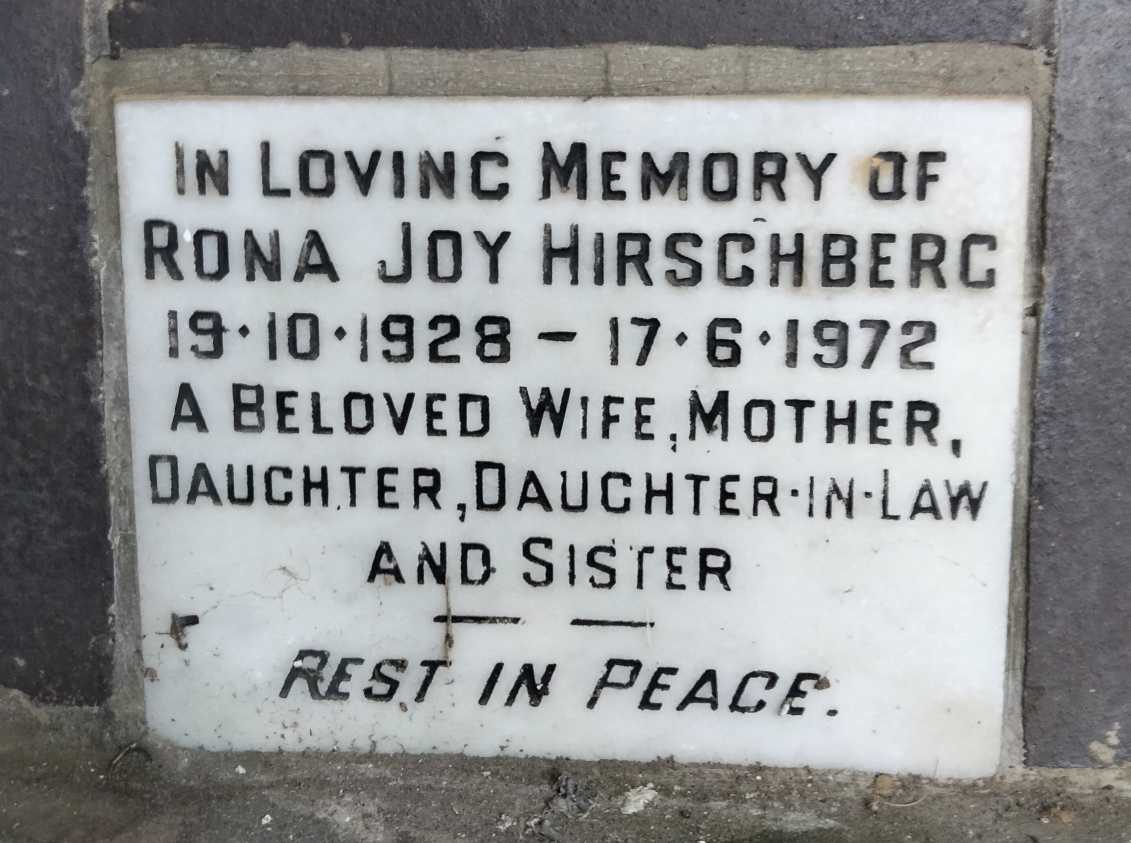 IN LOVING MEMORY OF
RONA JOY HIRSCHBERG
19·10·1928 – 17·6·1972
A BELOVED WIFE, MOTHER,
DAUGHTER, DAUGHTER·IN·LAW
AND SISTER
REST IN PEACE.